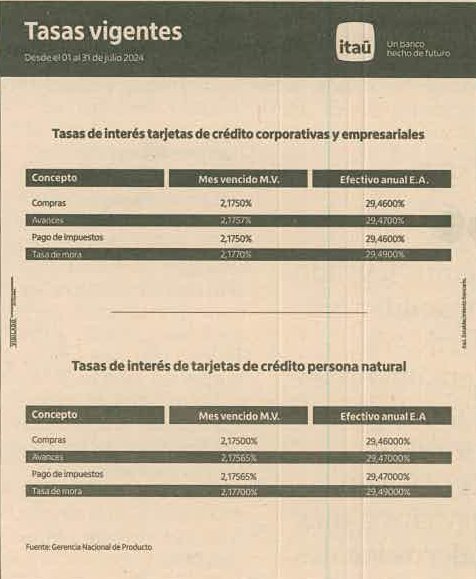 Tasas vigentes
Desde el 01 al 31 de julio 2024
itaú
Un banco
hecho de futuro
Tasas de interés tarjetas de crédito corporativas y empresariales
Concepto Mes vencido M.V. Efectivo anual E.A.
Compras 2,1750% 29,4600%
Avances 2,1757% 29,4700%
Pago de impuestos 2,1750% 29,4600%
Tasa de mora 2,1770% 29,4900%
VIGILADO
Itaú. Establecimiento bancario.
Tasas de interés de tarjetas de crédito persona natural
Concepto Mes vencido M.V. Efectivo anual E.A
Compras 2,17500% 29,46000%
Avances 2,17565% 29,47000%
Pago de impuestos 2,17565% 29,47000%
Tasa de mora 2,17700% 29,49000%
Fuente: Gerencia Nacional de Producto